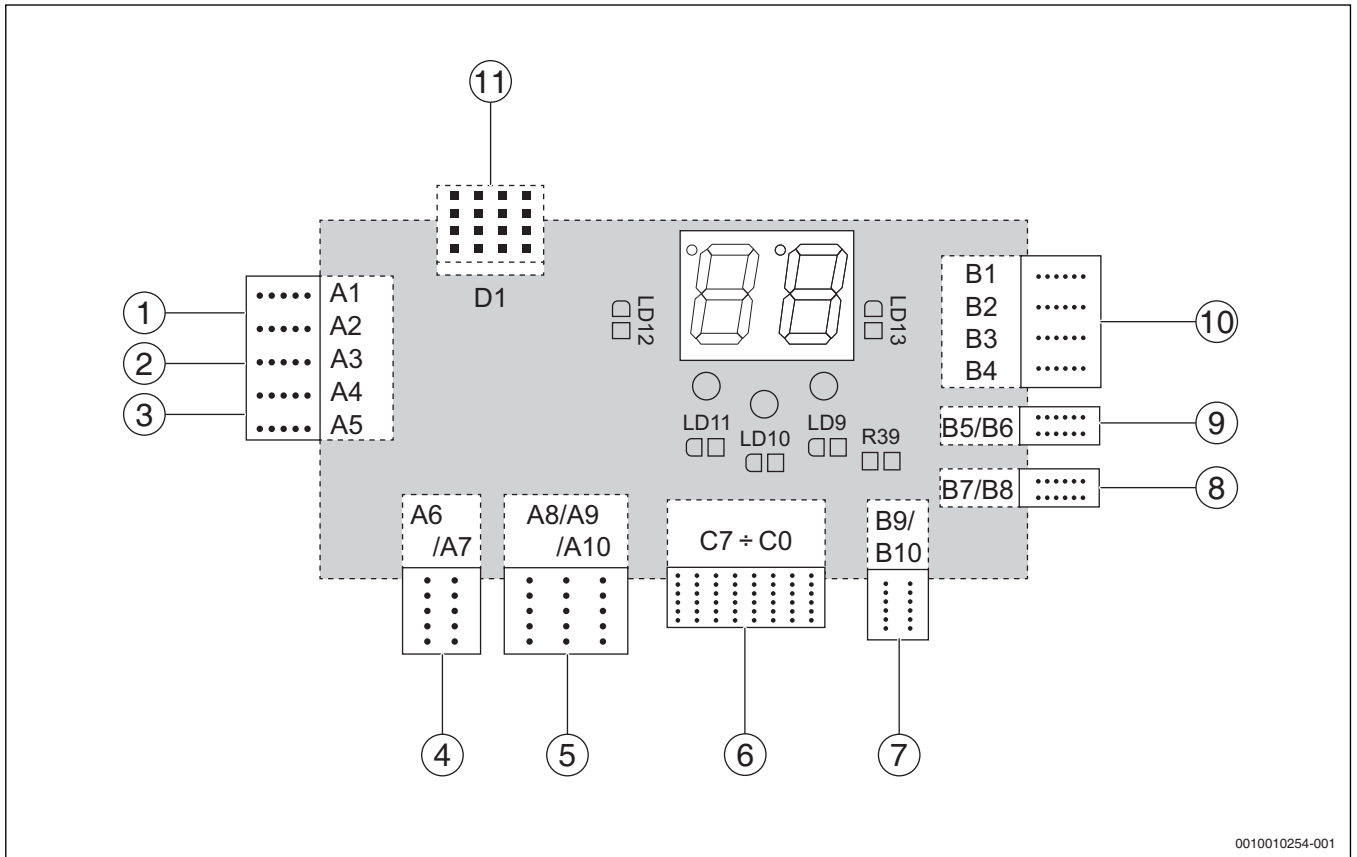 11
D1
A1
A2
A3
A4
A5
1
2
3
LD12
LD13
B1
B2
B3
B4
10
LD11
LD10
LD9
R39
B5/B6
9
B7/B8
8
A6
/A7
A8/A9
/A10
C7 ÷ C0
B9/
B10
4
5
6
7
0010010254-001